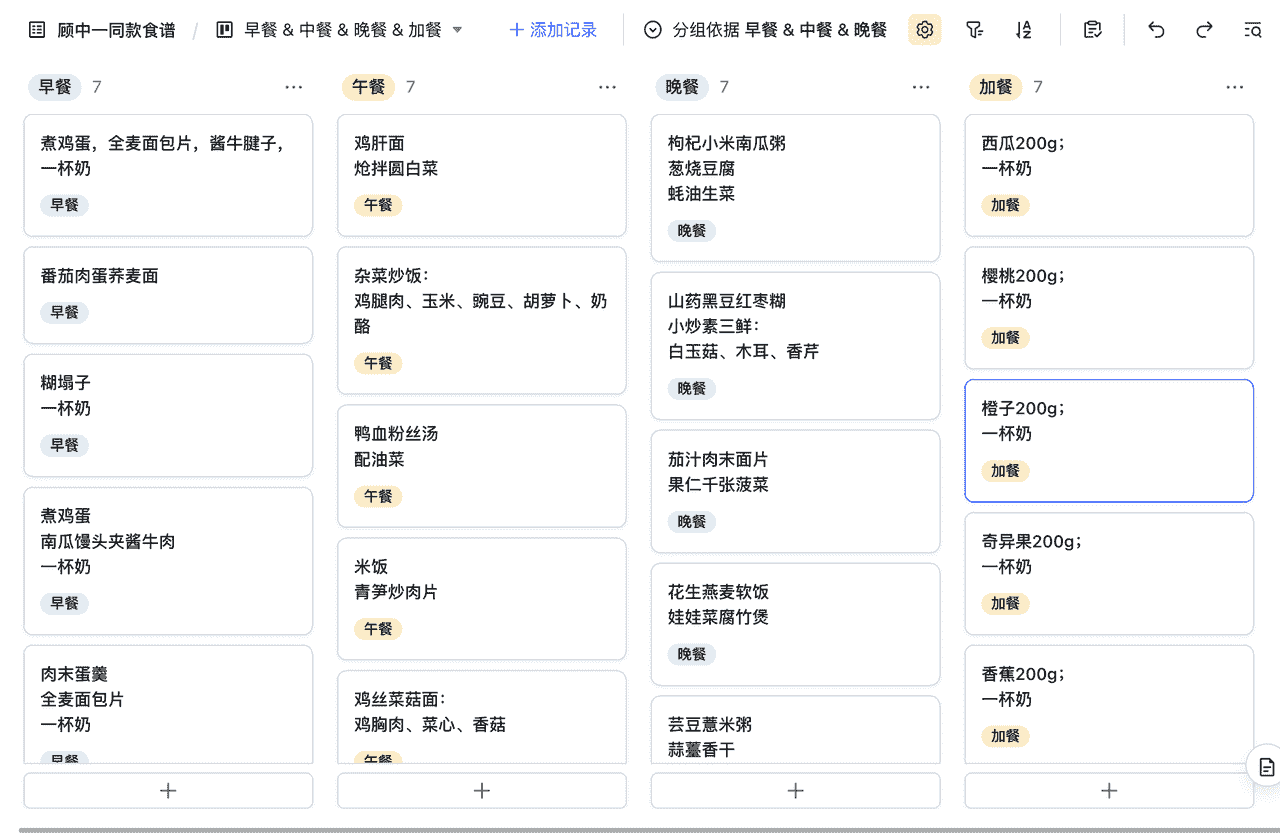 顾中一同款食谱 / 早餐 & 中餐 & 晚餐 & 加餐
添加记录
分组依据 早餐 & 中餐 & 晚餐
早餐 7
煮鸡蛋，全麦面包片，酱牛腱子，
一杯奶
早餐
番茄肉蛋荞麦面
早餐
糊塌子
一杯奶
早餐
煮鸡蛋
南瓜馒头夹酱牛肉
一杯奶
早餐
肉末蛋羹
全麦面包片
一杯奶
早餐
午餐 7
鸡肝面
炝拌圆白菜
午餐
杂菜炒饭：
鸡腿肉、玉米、豌豆、胡萝卜、奶
酪
午餐
鸭血粉丝汤
配油菜
午餐
米饭
青笋炒肉片
午餐
鸡丝菜菇面：
鸡胸肉、菜心、香菇
午餐
晚餐 7
枸杞小米南瓜粥
葱烧豆腐
蚝油生菜
晚餐
山药黑豆红枣糊
小炒素三鲜：
白玉菇、木耳、香芹
晚餐
茄汁肉末面片
果仁千张菠菜
晚餐
花生燕麦软饭
娃娃菜腐竹煲
晚餐
芸豆薏米粥
蒜薹香干
加餐 7
西瓜200g；
一杯奶
加餐
樱桃200g；
一杯奶
加餐
橙子200g；
一杯奶
加餐
奇异果200g；
一杯奶
加餐
香蕉200g；
一杯奶
加餐